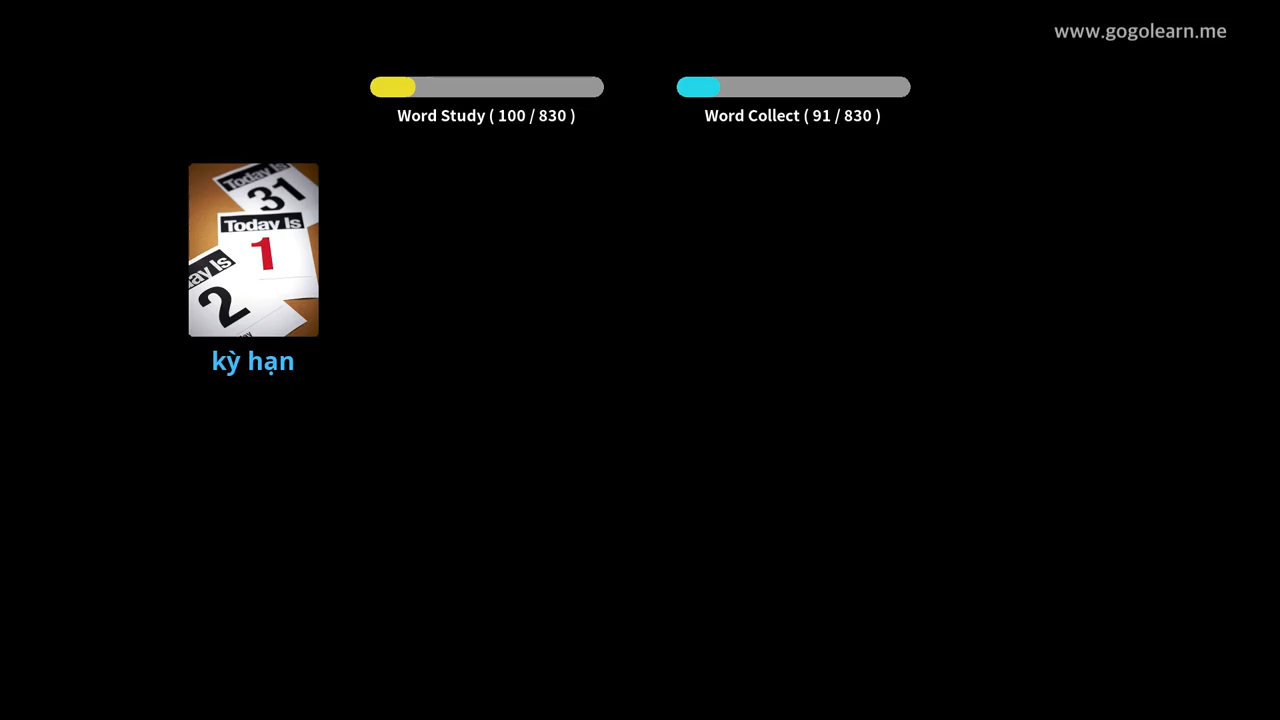 www.gogolearn.me
Word Study ( 100 / 830 )
Word Collect ( 91 / 830 )
Today Is
31
Today Is
1
ay Is
2
kỳ hạn